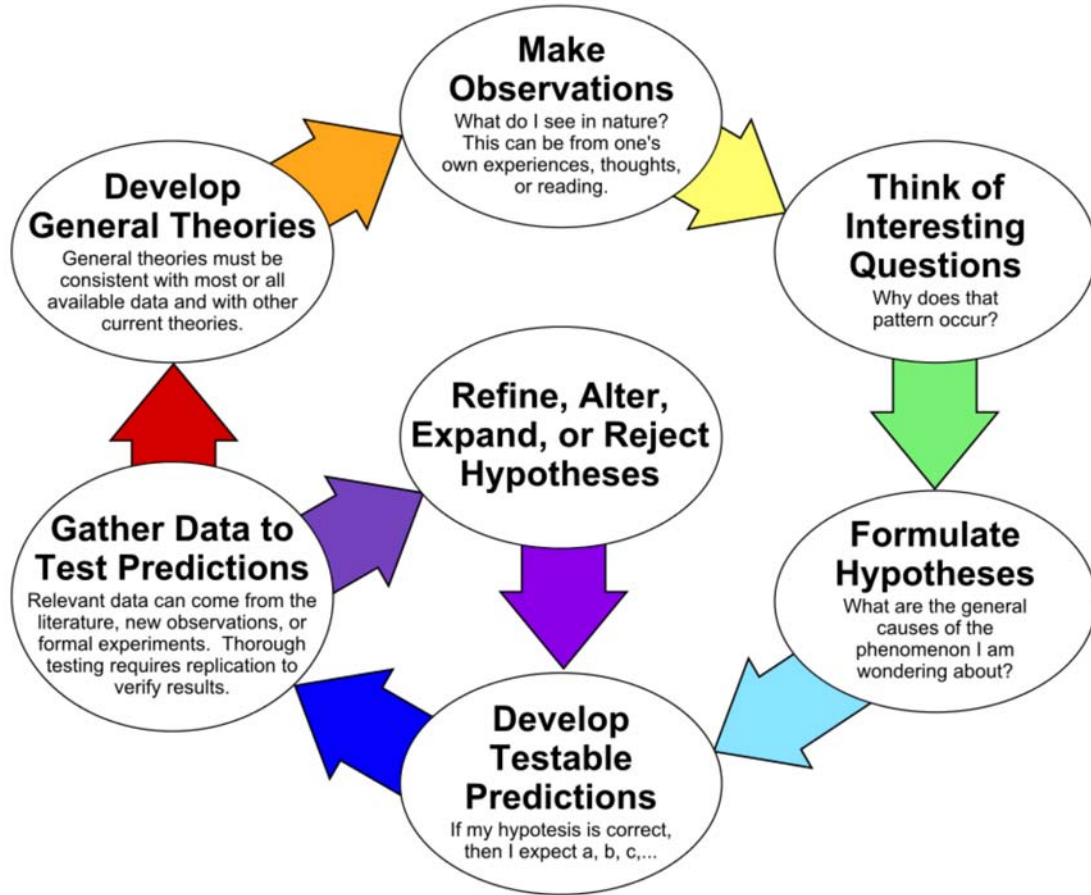 Make
Observations
What do I see in nature?
This can be from one's
own experiences, thoughts,
or reading.
Think of
Interesting
Questions
Why does that
pattern occur?
Formulate
Hypotheses
What are the general
causes of the
phenomenon I am
wondering about?
Develop
Testable
Predictions
If my hypotesis is correct,
then I expect a, b, c,...
Gather Data to
Test Predictions
Relevant data can come from the
literature, new observations, or
formal experiments. Thorough
testing requires replication to
verify results.
Refine, Alter,
Expand, or Reject
Hypotheses
Develop
General Theories
General theories must be
consistent with most or all
available data and with other
current theories.